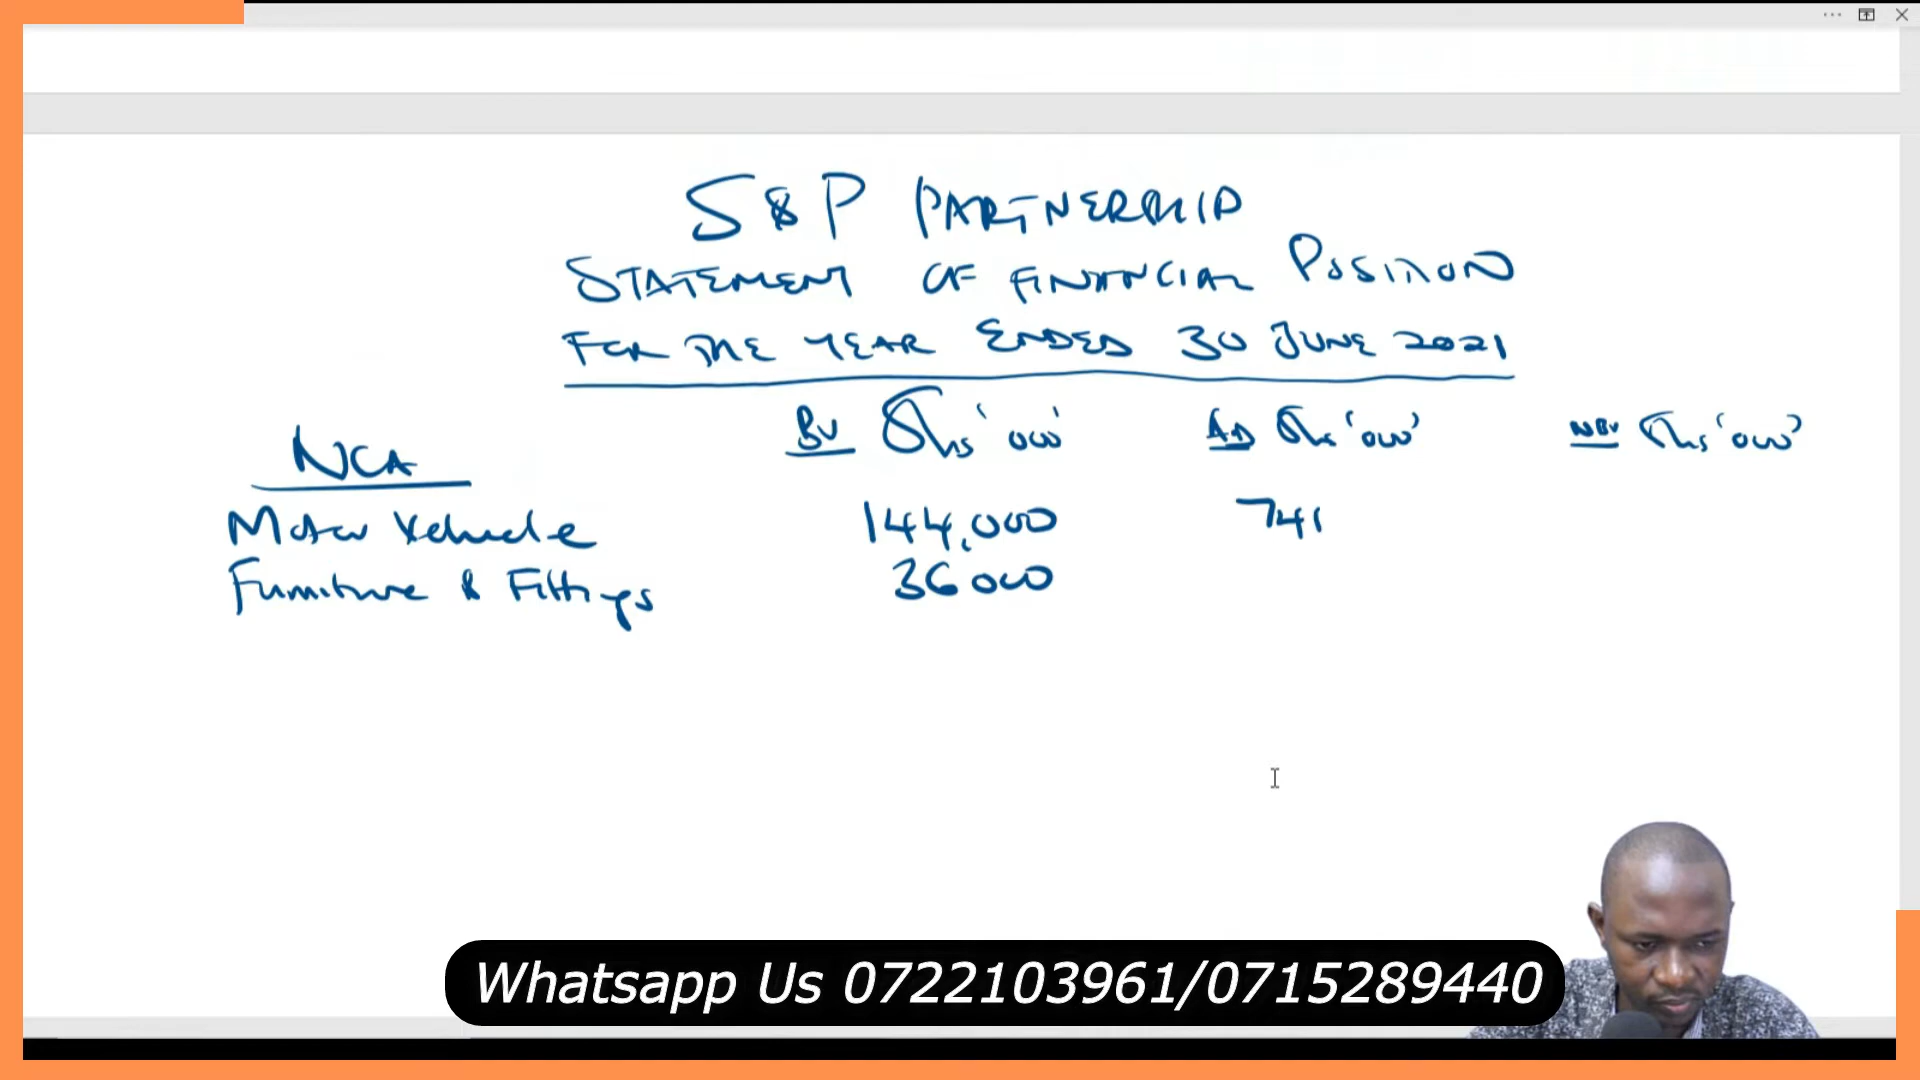 S&P PARTNERSHIP
STATEMENT OF FINANCIAL POSITION
FOR THE YEAR ENDED 30 JUNE 2021
BV Shs '000' A.D Shs '000' NBV Shs '000'
NCA
Motor Vehicle 144,000 741
Furniture & Fittings 36000
Whatsapp Us 0722103961/0715289440